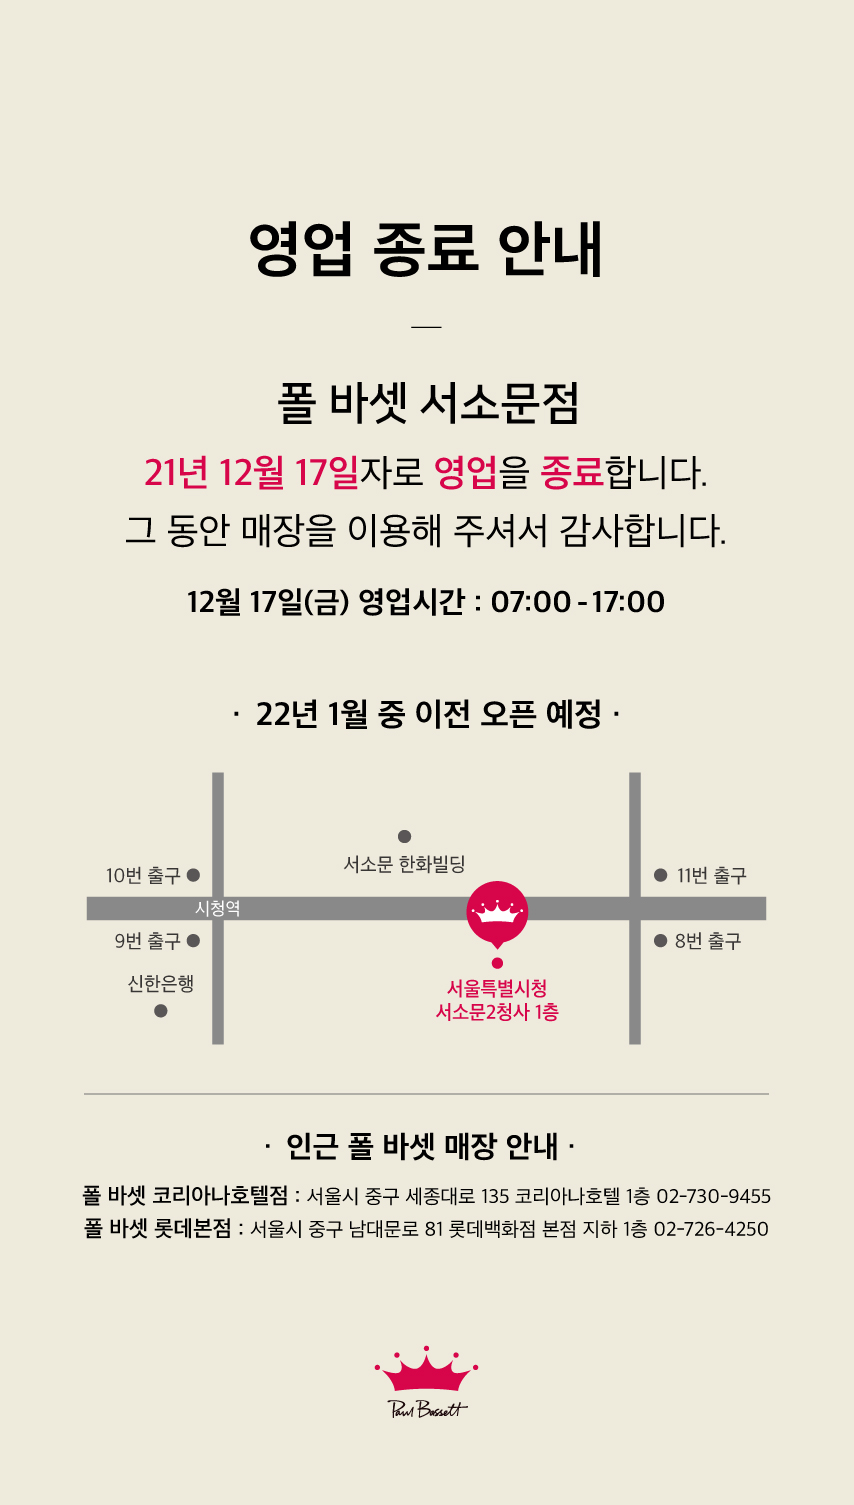 영업 종료 안내
폴 바셋 서소문점
21년 12월 17일자로 영업을 종료합니다.
그 동안 매장을 이용해 주셔서 감사합니다.
12월 17일(금) 영업시간 : 07:00 - 17:00
· 22년 1월 중 이전 오픈 예정 ·
서소문 한화빌딩
10번 출구
11번 출구
시청역
9번 출구
8번 출구
신한은행
서울특별시청
서소문2청사 1층
· 인근 폴 바셋 매장 안내 ·
폴 바셋 코리아나호텔점 : 서울시 중구 세종대로 135 코리아나호텔 1층 02-730-9455
폴 바셋 롯데본점 : 서울시 중구 남대문로 81 롯데백화점 본점 지하 1층 02-726-4250
Paul Bassett